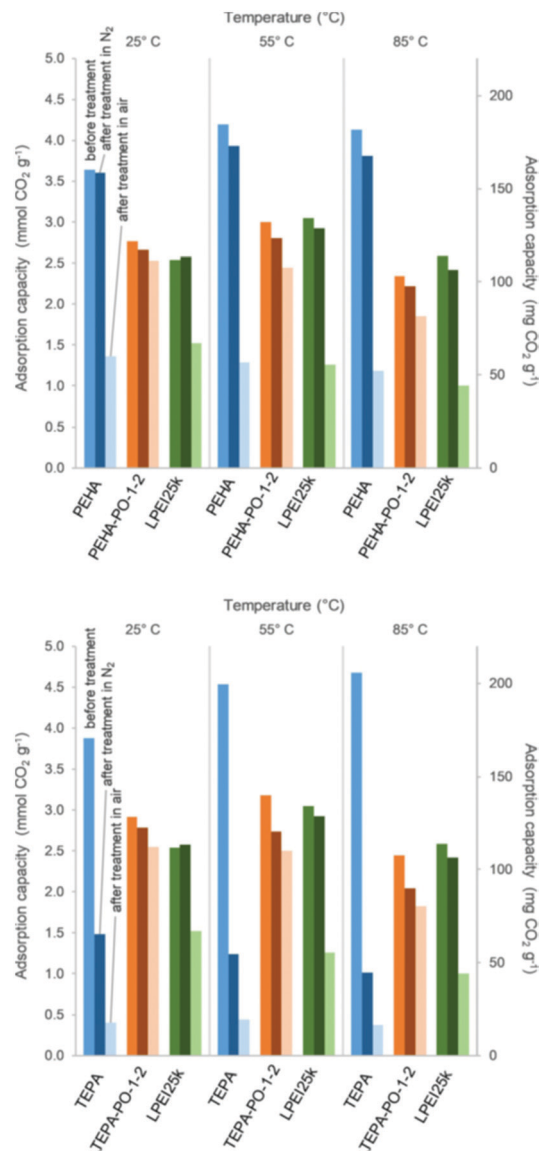 Temperature (°C)
25° C
55° C
85° C
Adsorption capacity (mmol CO2 g-1)
5.0
4.5
4.0
3.5
3.0
2.5
2.0
1.5
1.0
0.5
0.0
before treatment
after treatment in N2
after treatment in air
200
150
100
50
0
Adsorption capacity (mg CO2 g-1)
PEHA
PEHA-PO-1-2
LPEI25k
PEHA
PEHA-PO-1-2
LPEI25k
PEHA
PEHA-PO-1-2
LPEI25k
Temperature (°C)
25° C
55° C
85° C
Adsorption capacity (mmol CO2 g-1)
5.0
4.5
4.0
3.5
3.0
2.5
2.0
1.5
1.0
0.5
0.0
before treatment
after treatment in N2
after treatment in air
200
150
100
50
0
Adsorption capacity (mg CO2 g-1)
TEPA
TEPA-PO-1-2
LPEI25k
TEPA
TEPA-PO-1-2
LPEI25k
TEPA
TEPA-PO-1-2
LPEI25k